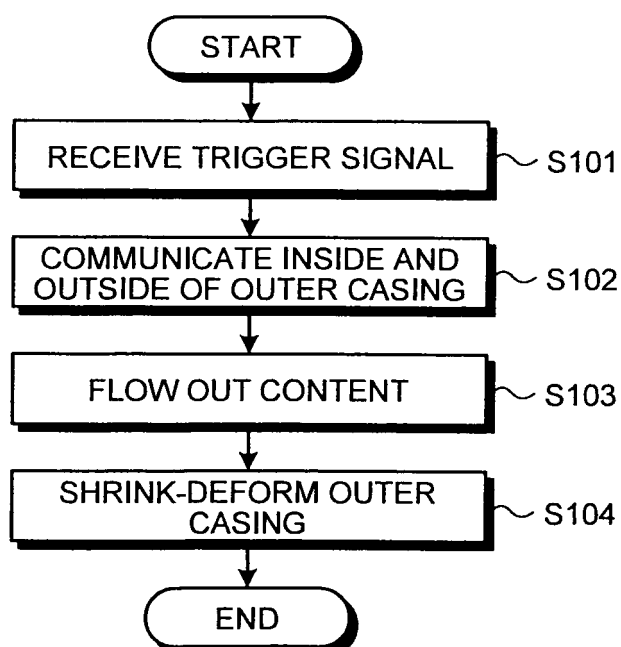 START
RECEIVE TRIGGER SIGNAL
S101
COMMUNICATE INSIDE AND
OUTSIDE OF OUTER CASING
S102
FLOW OUT CONTENT
S103
SHRINK-DEFORM OUTER
CASING
S104
END